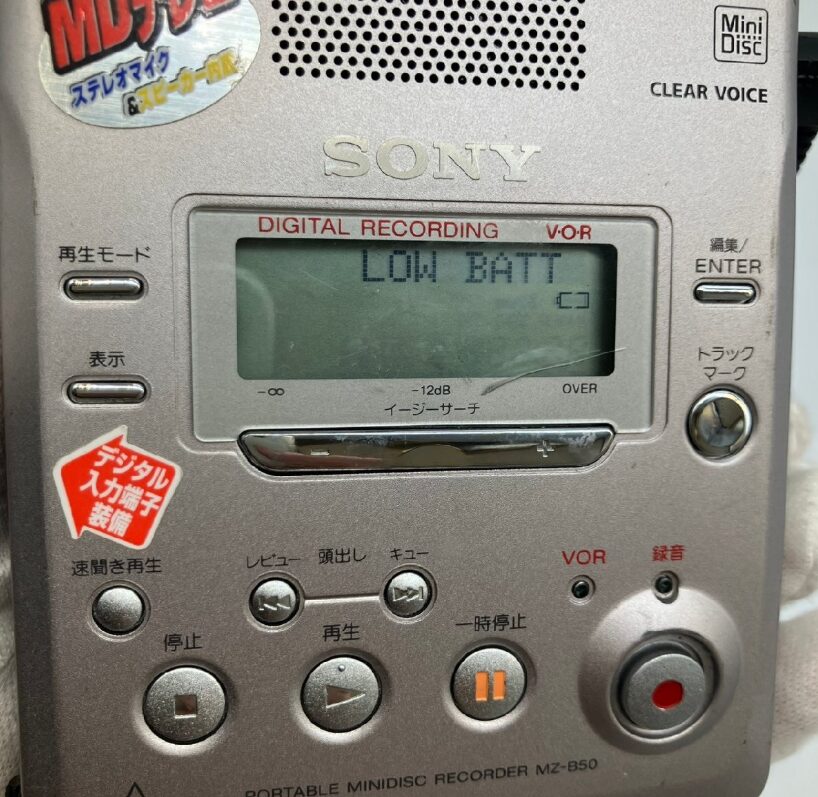 MDテレコ
ステレオマイク
&スピーカー内蔵
Mini
Disc
CLEAR VOICE
SONY
DIGITAL RECORDING V・O・R
LOW BATT
-∞ -12dB OVER
イージーサーチ
- +
再生モード
表示
編集/
ENTER
トラック
マーク
デジタル
入力端子
装備
速聞き再生
レビュー 頭出し キュー
VOR 録音
停止
再生
一時停止
PORTABLE MINIDISC RECORDER MZ-B50